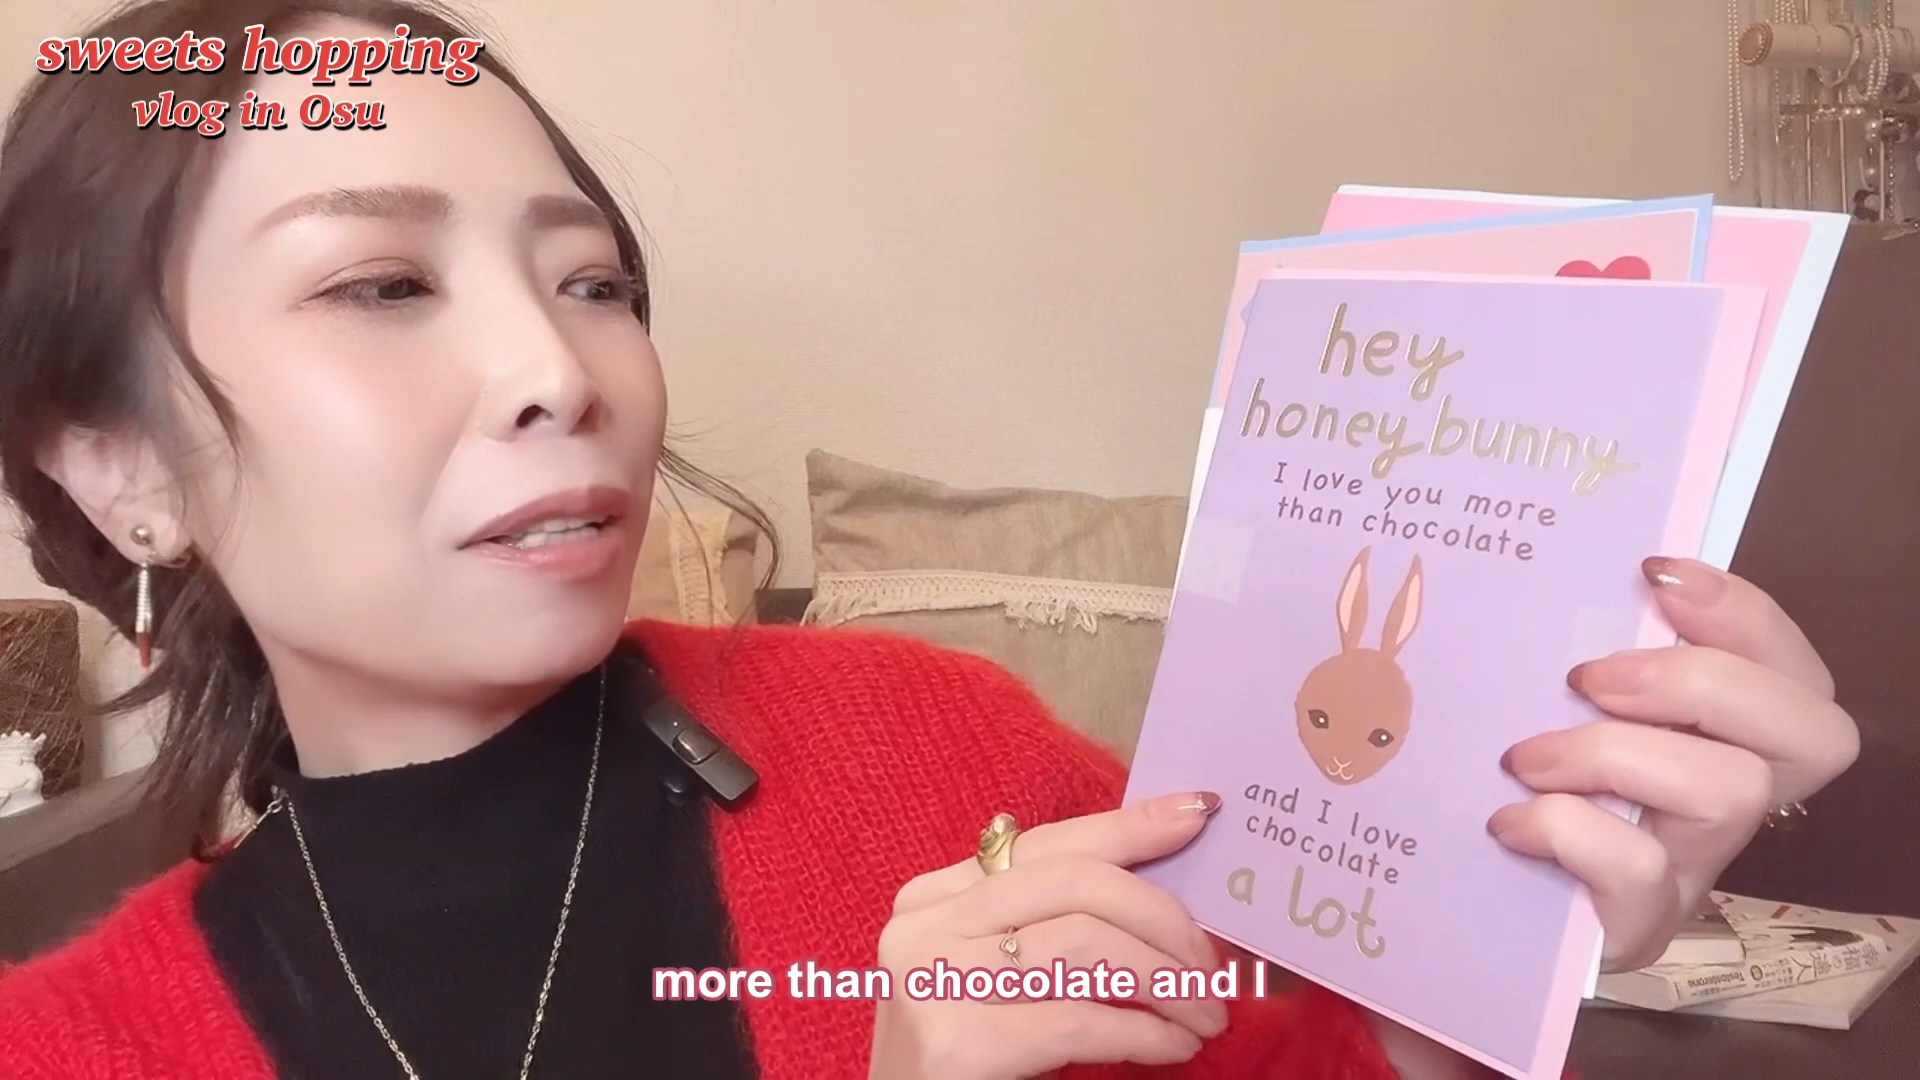 sweets hopping
vlog in Osu
hey
honey bunny
I love you more
than chocolate
and I love
chocolate
a lot
more than chocolate and I
Testosterone